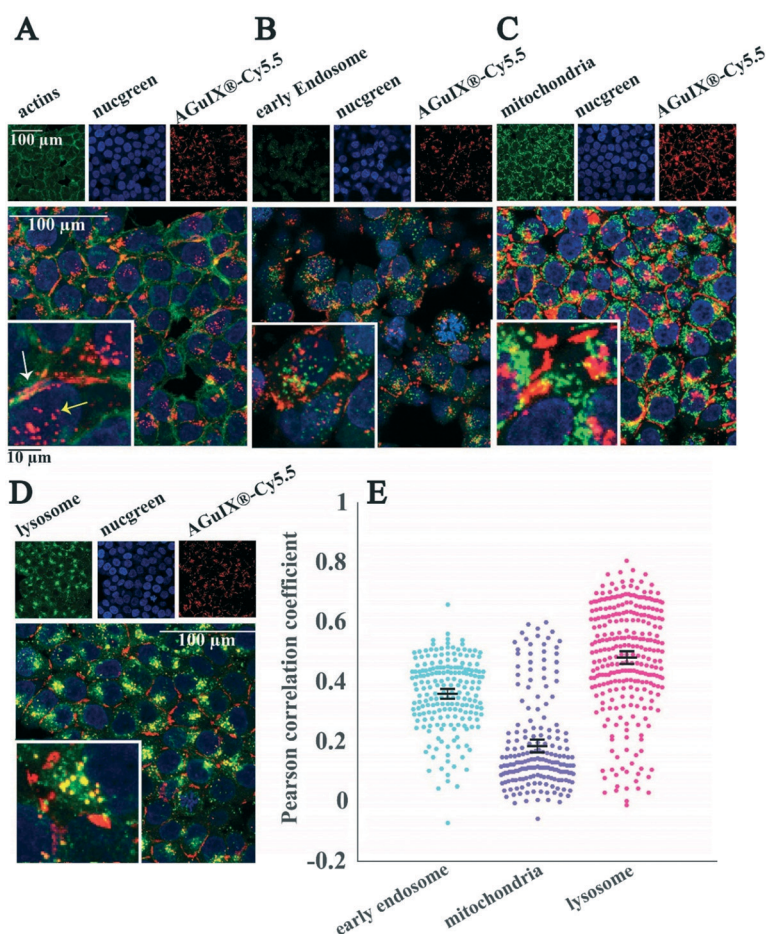 A
B
C
actins
nucgreen
AGuIX®-Cy5.5
early Endosome
nucgreen
AGuIX®-Cy5.5
mitochondria
nucgreen
AGuIX®-Cy5.5
100 µm
100 µm
10 µm
D
E
lysosome
nucgreen
AGuIX®-Cy5.5
100 µm
Pearson correlation coefficient
1
0.8
0.6
0.4
0.2
0
-0.2
early endosome
mitochondria
lysosome